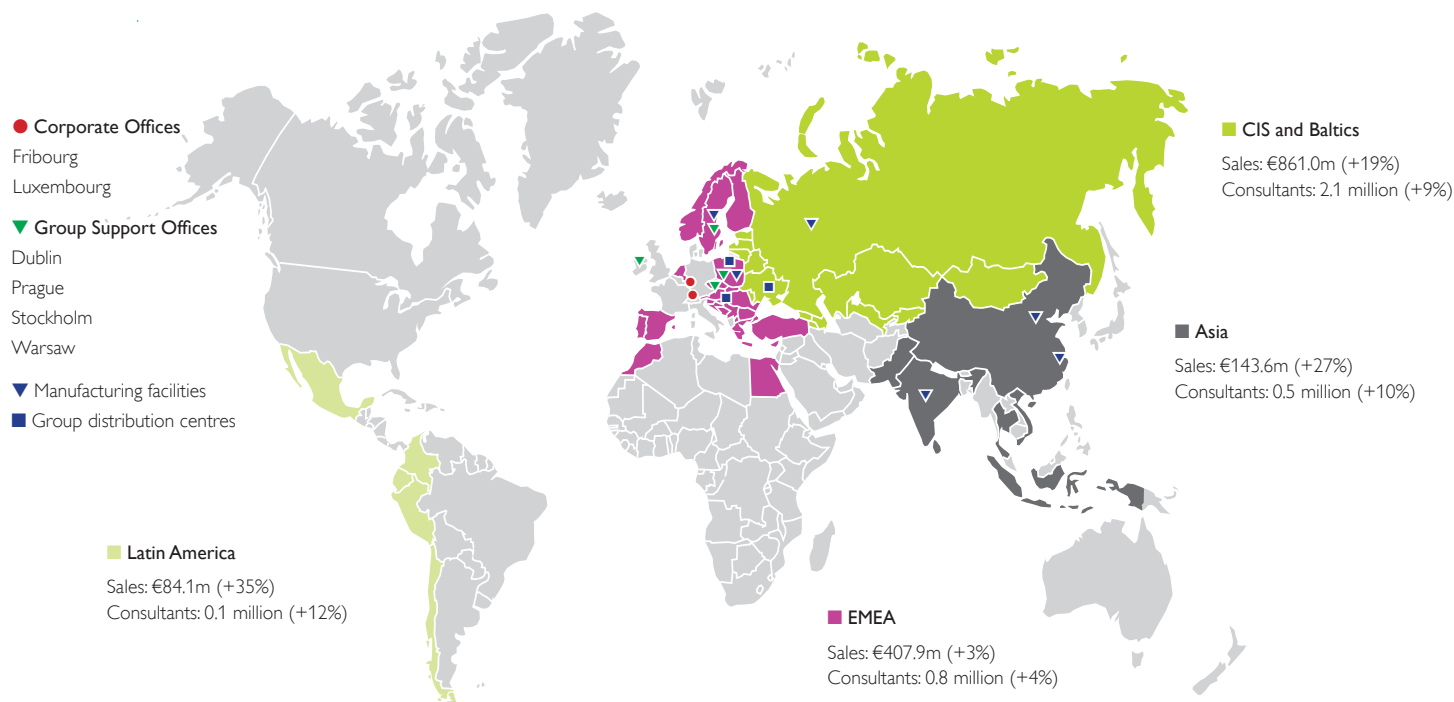 Corporate Offices
Fribourg
Luxembourg
Group Support Offices
Dublin
Prague
Stockholm
Warsaw
Manufacturing facilities
Group distribution centres
CIS and Baltics
Sales: €861.0m (+19%)
Consultants: 2.1 million (+9%)
Asia
Sales: €143.6m (+27%)
Consultants: 0.5 million (+10%)
Latin America
Sales: €84.1m (+35%)
Consultants: 0.1 million (+12%)
EMEA
Sales: €407.9m (+3%)
Consultants: 0.8 million (+4%)